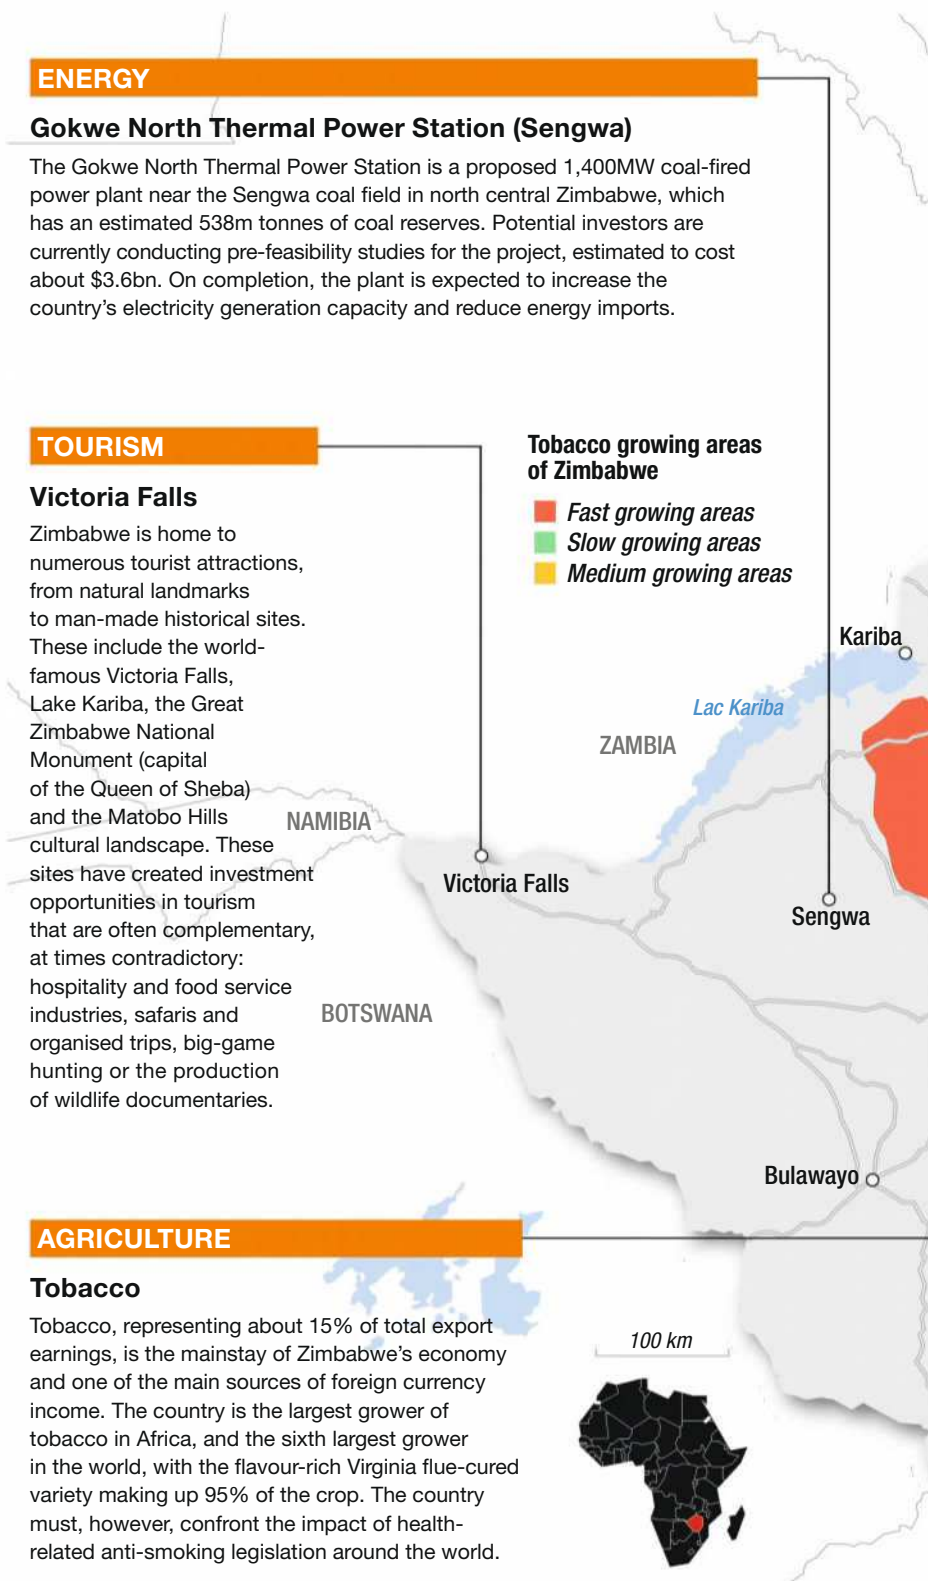 ENERGY
Gokwe North Thermal Power Station (Sengwa)
The Gokwe North Thermal Power Station is a proposed 1,400MW coal-fired
power plant near the Sengwa coal field in north central Zimbabwe, which
has an estimated 538m tonnes of coal reserves. Potential investors are
currently conducting pre-feasibility studies for the project, estimated to cost
about $3.6bn. On completion, the plant is expected to increase the
country's electricity generation capacity and reduce energy imports.
TOURISM
Victoria Falls
Zimbabwe is home to
numerous tourist attractions,
from natural landmarks
to man-made historical sites.
These include the world-
famous Victoria Falls,
Lake Kariba, the Great
Zimbabwe National
Monument (capital
of the Queen of Sheba)
and the Matobo Hills
cultural landscape. These
sites have created investment
opportunities in tourism
that are often complementary,
at times contradictory:
hospitality and food service
industries, safaris and
organised trips, big-game
hunting or the production
of wildlife documentaries.
Tobacco growing areas
of Zimbabwe
Fast growing areas
Slow growing areas
Medium growing areas
Kariba
Lac Kariba
ZAMBIA
NAMIBIA
Victoria Falls
Sengwa
BOTSWANA
Bulawayo
AGRICULTURE
Tobacco
Tobacco, representing about 15% of total export
earnings, is the mainstay of Zimbabwe's economy
and one of the main sources of foreign currency
income. The country is the largest grower of
tobacco in Africa, and the sixth largest grower
in the world, with the flavour-rich Virginia flue-cured
variety making up 95% of the crop. The country
must, however, confront the impact of health-
related anti-smoking legislation around the world.
100 km